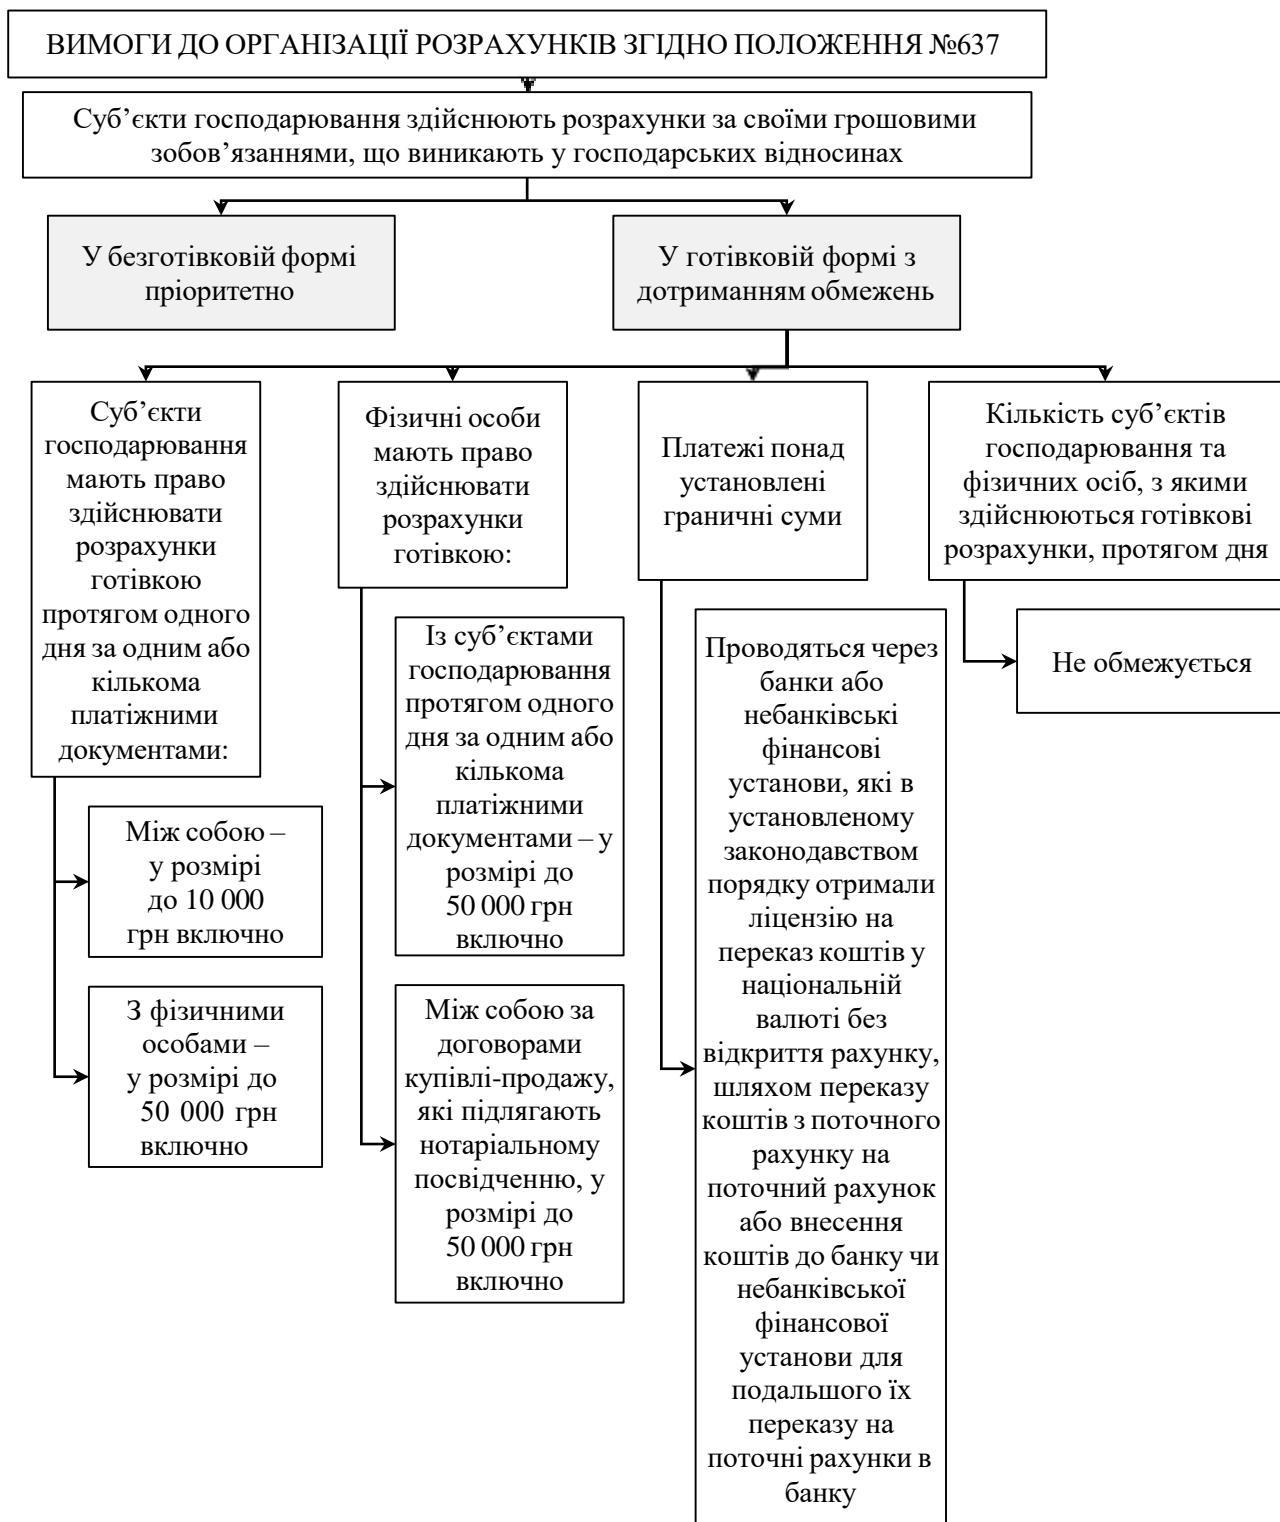 ВИМОГИ ДО ОРГАНІЗАЦІЇ РОЗРАХУНКІВ ЗГІДНО ПОЛОЖЕННЯ №637
Суб’єкти господарювання здійснюють розрахунки за своїми грошовими
зобов’язаннями, що виникають у господарських відносинах
У безготівковій формі
пріоритетно
У готівковій формі з
дотриманням обмежень
Суб’єкти
господарювання
мають право
здійснювати
розрахунки
готівкою
протягом одного
дня за одним або
кількома
платіжними
документами:
Між собою –
у розмірі
до 10 000
грн включно
З фізичними
особами –
у розмірі до
50 000 грн
включно
Фізичні особи
мають право
здійснювати
розрахунки
готівкою:
Із суб’єктами
господарювання
протягом одного
дня за одним або
кількома
платіжними
документами – у
розмірі до
50 000 грн
включно
Між собою за
договорами
купівлі-продажу,
які підлягають
нотаріальному
посвідченню, у
розмірі до
50 000 грн
включно
Платежі понад
установлені
граничні суми
Проводяться через
банки або
небанківські
фінансові
установи, які в
установленому
законодавством
порядку отримали
ліцензію на
переказ коштів у
національній
валюті без
відкриття рахунку,
шляхом переказу
коштів з поточного
рахунку на
поточний рахунок
або внесення
коштів до банку чи
небанківської
фінансової
установи для
подальшого їх
переказу на
поточні рахунки в
банку
Кількість суб’єктів
господарювання та
фізичних осіб, з якими
здійснюються готівкові
розрахунки, протягом дня
Не обмежується